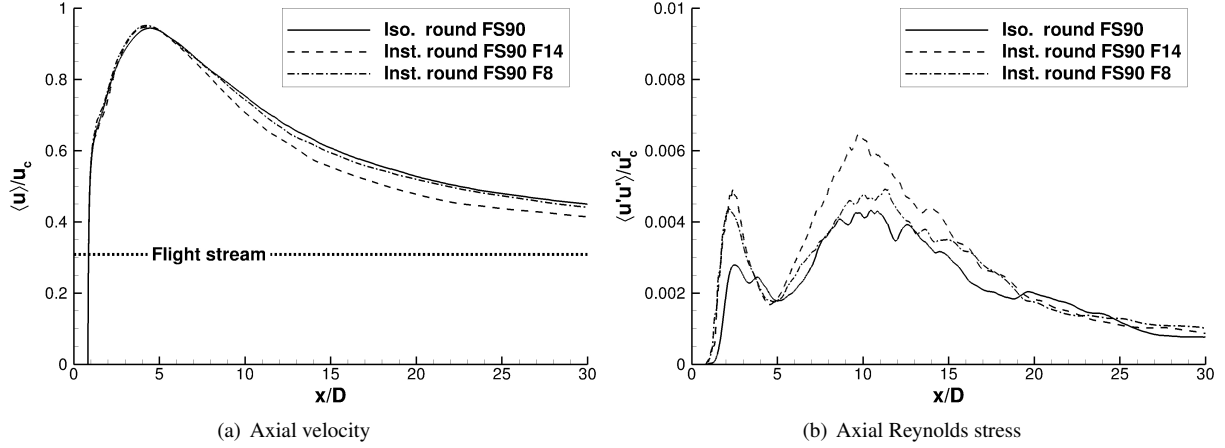 Iso. round FS90
Inst. round FS90 F14
Inst. round FS90 F8
⟨u⟩/u_c
1
0.8
0.6
0.4
0.2
0
Flight stream
0 5 10 15 20 25 30
x/D
(a) Axial velocity
Iso. round FS90
Inst. round FS90 F14
Inst. round FS90 F8
⟨u'u'⟩/u_c^2
0.01
0.008
0.006
0.004
0.002
0
0 5 10 15 20 25 30
x/D
(b) Axial Reynolds stress